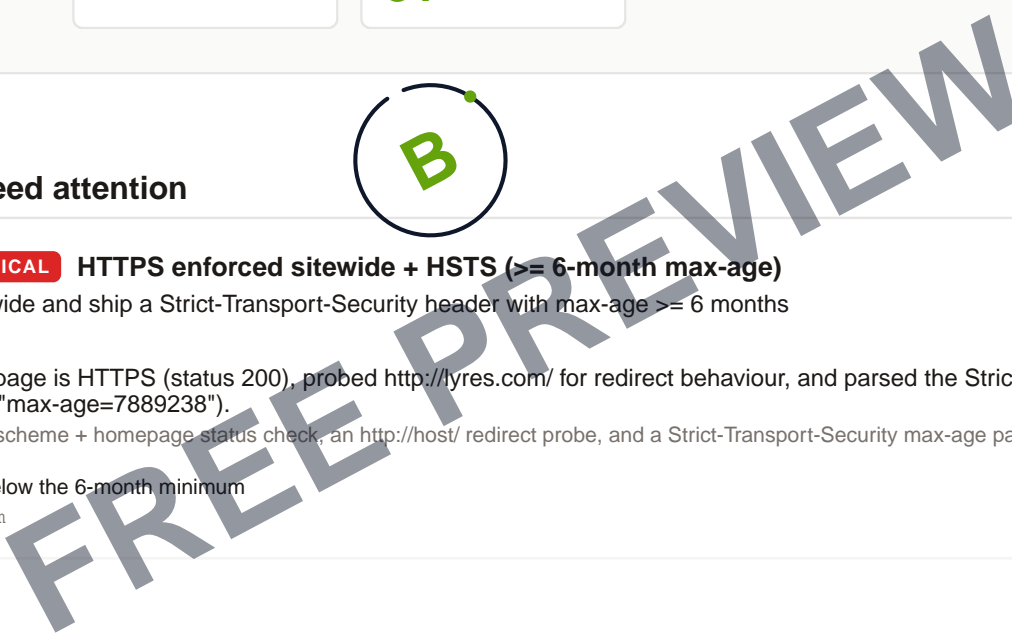 B
eed attention
ICAL HTTPS enforced sitewide + HSTS (>= 6-month max-age)
wide and ship a Strict-Transport-Security header with max-age >= 6 months
page is HTTPS (status 200), probed http://lyres.com/ for redirect behaviour, and parsed the Stric
"max-age=7889238").
scheme + homepage status check, an http://host/ redirect probe, and a Strict-Transport-Security max-age pa
elow the 6-month minimum
FREE PREVIEW